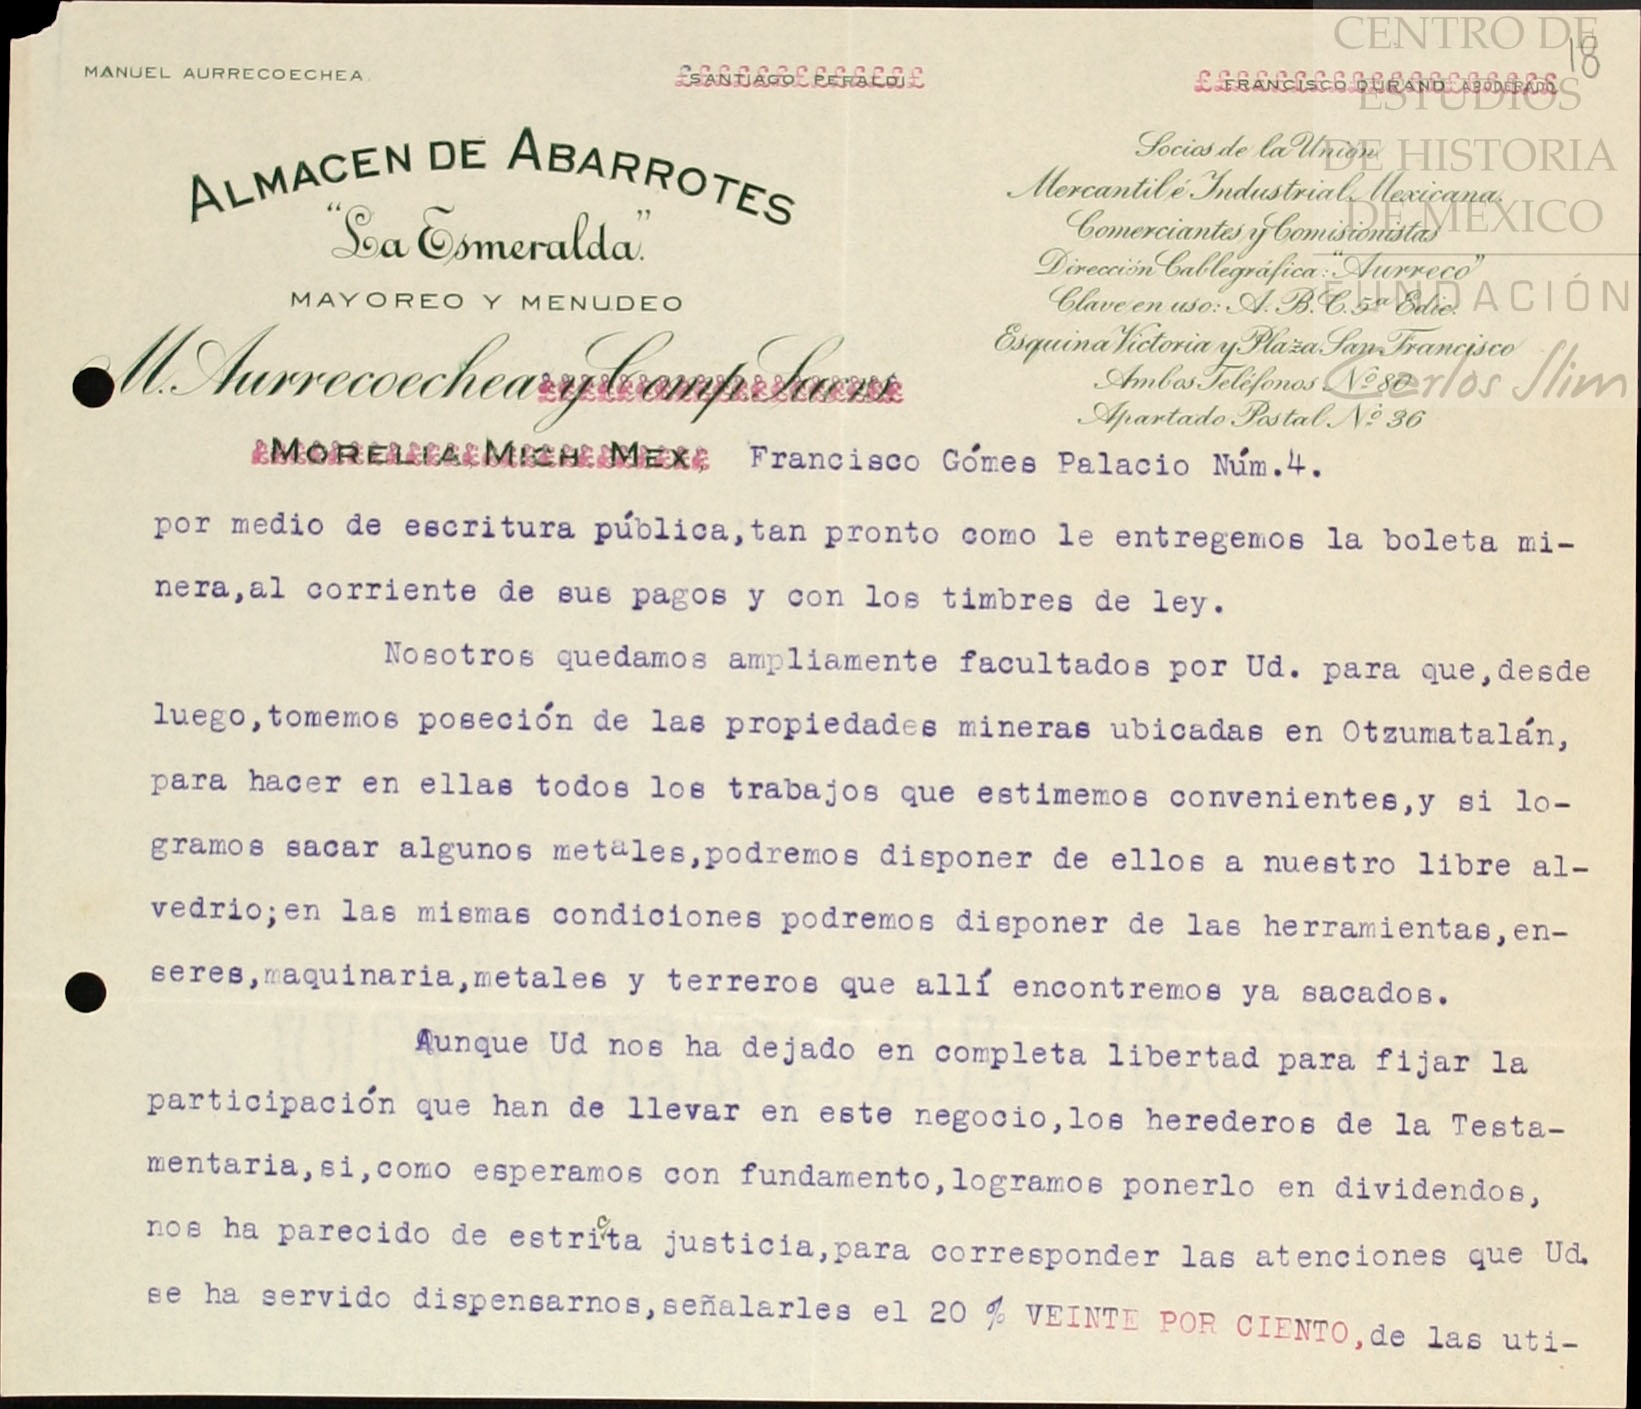 MANUEL AURRECOECHEA.
SANTIAGO PERALDI
FRANCISCO DURAND APODERADO
18
ALMACEN DE ABARROTES
"La Esmeralda".
MAYOREO Y MENUDEO
M. Aurrecoechea y Comp. Sucrs.
MORELIA, MICH. MEX,
Socios de la Unión
Mercantil é Industrial Mexicana.
Comerciantes y Comisionistas
Dirección Cablegráfica: "Aurreco"
Clave en uso: A. B. C. 5ª Edic.
Esquina Victoria y Plaza San Francisco
Ambos Teléfonos Nº 80
Apartado Postal Nº 36
Francisco Gómes Palacio Núm.4.
por medio de escritura pública,tan pronto como le entregemos la boleta mi-
nera,al corriente de sus pagos y con los timbres de ley.
Nosotros quedamos ampliamente facultados por Ud. para que,desde
luego,tomemos poseción de las propiedades mineras ubicadas en Otzumatalán,
para hacer en ellas todos los trabajos que estimemos convenientes,y si lo-
gramos sacar algunos metales,podremos disponer de ellos a nuestro libre al-
vedrio;en las mismas condiciones podremos disponer de las herramientas,en-
seres,maquinaria,metales y terreros que allí encontremos ya sacados.
Aunque Ud nos ha dejado en completa libertad para fijar la
participación que han de llevar en este negocio,los herederos de la Testa-
mentaria,si,como esperamos con fundamento,logramos ponerlo en dividendos,
nos ha parecido de estricta justicia,para corresponder las atenciones que Ud.
se ha servido dispensarnos,señalarles el 20 % VEINTE POR CIENTO,de las uti-
CENTRO DE
ESTUDIOS
DE HISTORIA
DE MEXICO
FUNDACIÓN
Carlos Slim